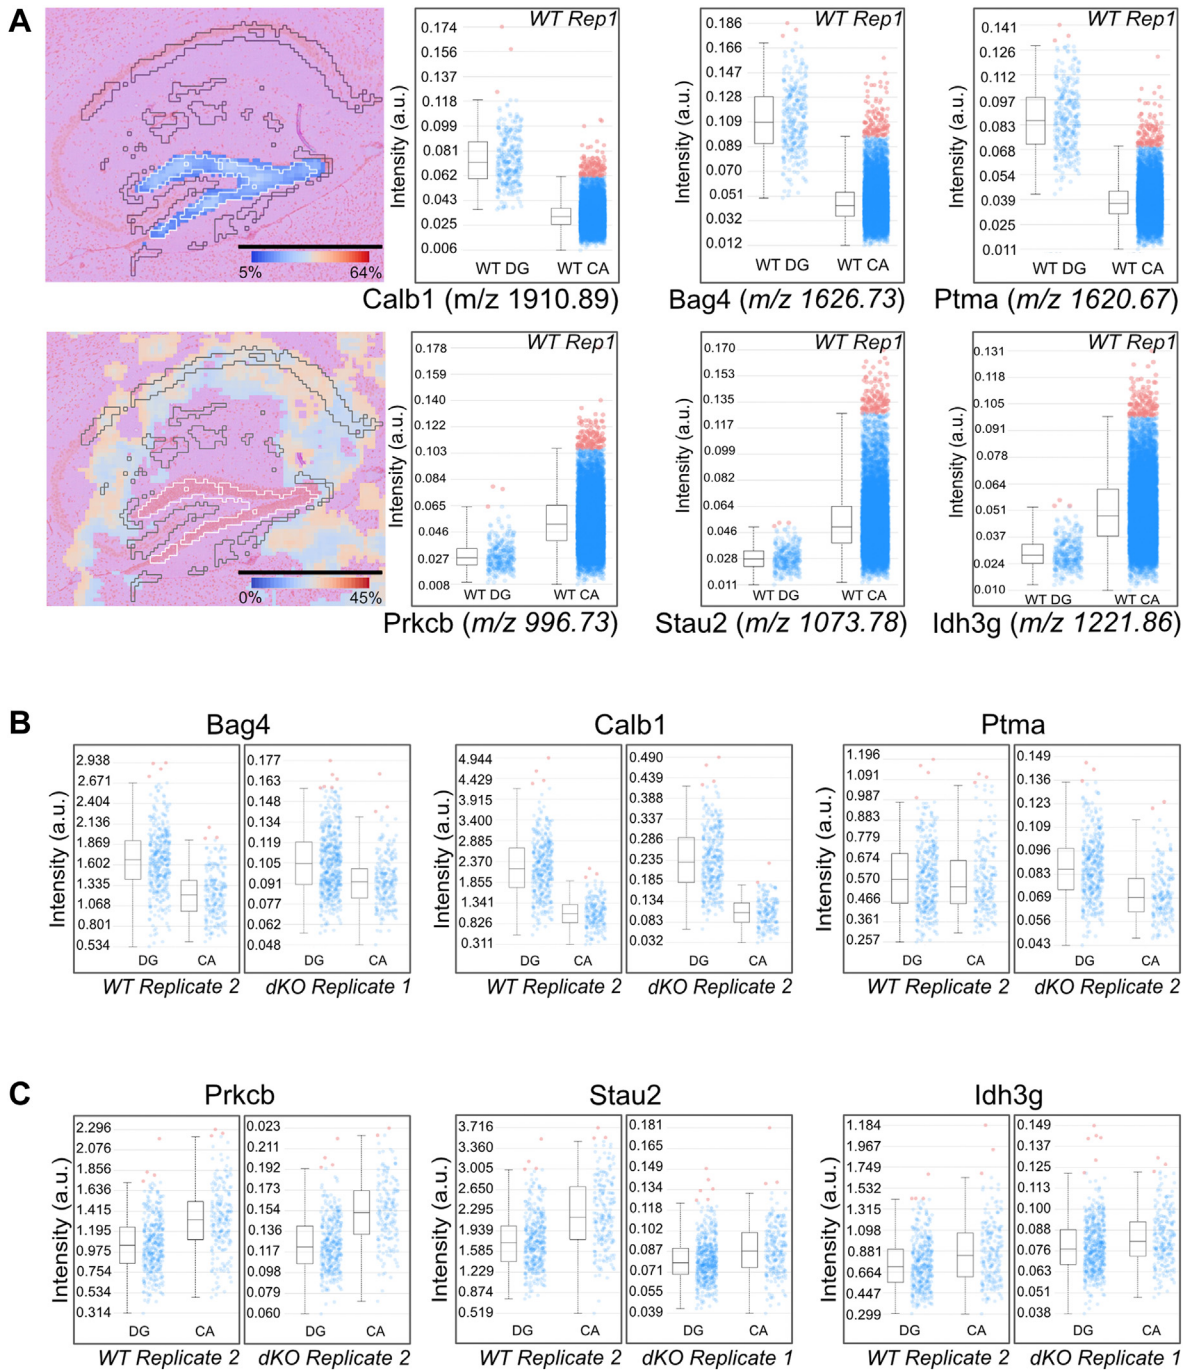 A
WT Rep1
0.174
0.156
0.137
0.118
0.099
0.081
0.062
0.043
0.025
0.006
Intensity (a.u.)
WT DG
WT CA
5%
64%
Calb1 (m/z 1910.89)
WT Rep1
0.186
0.166
0.147
0.128
0.109
0.089
0.070
0.051
0.032
0.012
Intensity (a.u.)
WT DG
WT CA
Bag4 (m/z 1626.73)
WT Rep1
0.141
0.126
0.112
0.097
0.083
0.068
0.054
0.039
0.025
0.011
Intensity (a.u.)
WT DG
WT CA
Ptma (m/z 1620.67)
WT Rep1
0.178
0.159
0.140
0.122
0.103
0.084
0.065
0.046
0.027
0.008
Intensity (a.u.)
WT DG
WT CA
0%
45%
Prkcb (m/z 996.73)
WT Rep1
0.170
0.153
0.135
0.117
0.099
0.082
0.064
0.046
0.028
0.011
Intensity (a.u.)
WT DG
WT CA
Stau2 (m/z 1073.78)
WT Rep1
0.131
0.118
0.105
0.091
0.078
0.064
0.051
0.037
0.024
0.010
Intensity (a.u.)
WT DG
WT CA
Idh3g (m/z 1221.86)
B
Bag4
Intensity (a.u.)
2.938
2.671
2.404
2.136
1.869
1.602
1.335
1.068
0.801
0.534
DG
CA
WT Replicate 2
0.177
0.163
0.148
0.134
0.119
0.105
0.091
0.077
0.062
0.048
DG
CA
dKO Replicate 1
Calb1
Intensity (a.u.)
4.944
4.429
3.915
3.400
2.885
2.370
1.855
1.341
0.826
0.311
DG
CA
WT Replicate 2
0.490
0.439
0.388
0.337
0.286
0.235
0.184
0.134
0.083
0.032
DG
CA
dKO Replicate 2
Ptma
Intensity (a.u.)
1.196
1.091
0.987
0.883
0.779
0.674
0.570
0.466
0.361
0.257
DG
CA
WT Replicate 2
0.149
0.136
0.123
0.110
0.096
0.083
0.069
0.056
0.043
DG
CA
dKO Replicate 2
C
Prkcb
Intensity (a.u.)
2.296
2.076
1.856
1.636
1.415
1.195
0.975
0.754
0.534
0.314
DG
CA
WT Replicate 2
0.023
0.211
0.192
0.173
0.154
0.136
0.117
0.098
0.079
0.060
DG
CA
dKO Replicate 2
Stau2
Intensity (a.u.)
3.716
3.360
3.005
2.650
2.295
1.939
1.585
1.229
0.874
0.519
DG
CA
WT Replicate 2
0.181
0.165
0.149
0.134
0.118
0.102
0.087
0.071
0.055
0.039
DG
CA
dKO Replicate 1
Idh3g
Intensity (a.u.)
1.184
1.967
1.749
1.532
1.315
1.098
0.881
0.664
0.447
0.299
DG
CA
WT Replicate 2
0.149
0.137
0.125
0.113
0.100
0.088
0.076
0.063
0.051
0.038
DG
CA
dKO Replicate 1